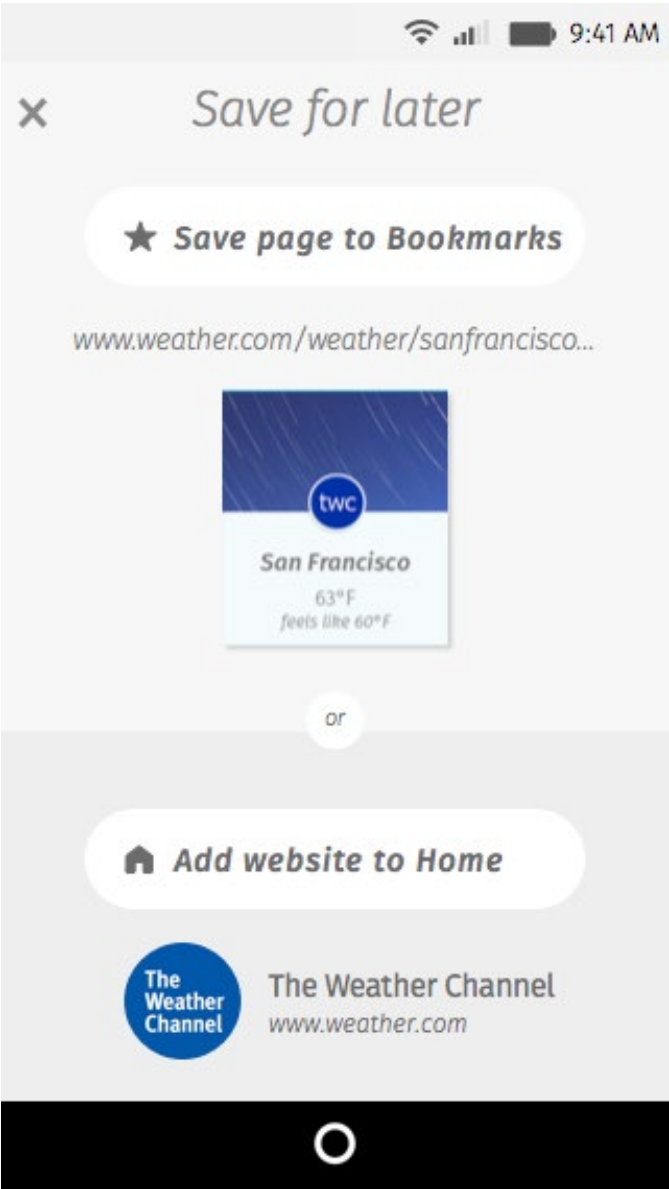 9:41 AM
Save for later
Save page to Bookmarks
www.weather.com/weather/sanfrancisco...
twc
San Francisco
63°F
feels like 60°F
or
Add website to Home
The
Weather
Channel
The Weather Channel
www.weather.com